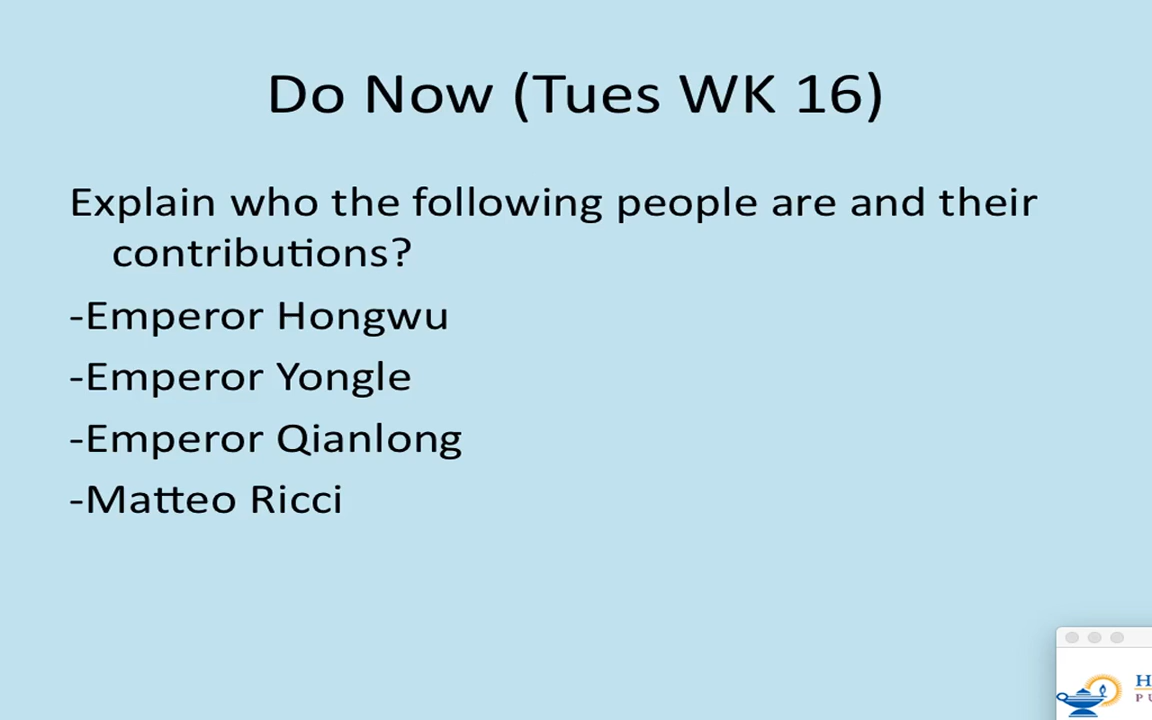 Do Now (Tues WK 16)
Explain who the following people are and their
contributions?
-Emperor Hongwu
-Emperor Yongle
-Emperor Qianlong
-Matteo Ricci
H
P U